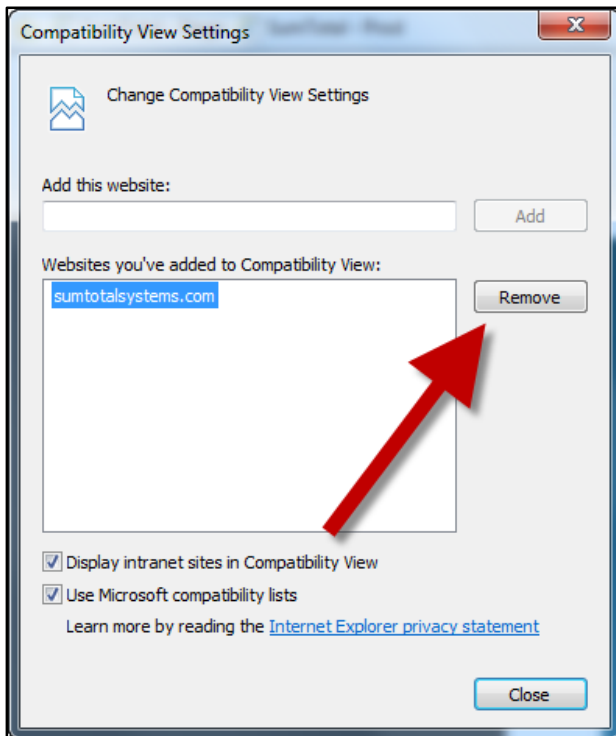 Compatibility View Settings
Change Compatibility View Settings
Add this website:
Add
Websites you've added to Compatibility View:
sumtotalsystems.com
Remove
Display intranet sites in Compatibility View
Use Microsoft compatibility lists
Learn more by reading the Internet Explorer privacy statement
Close